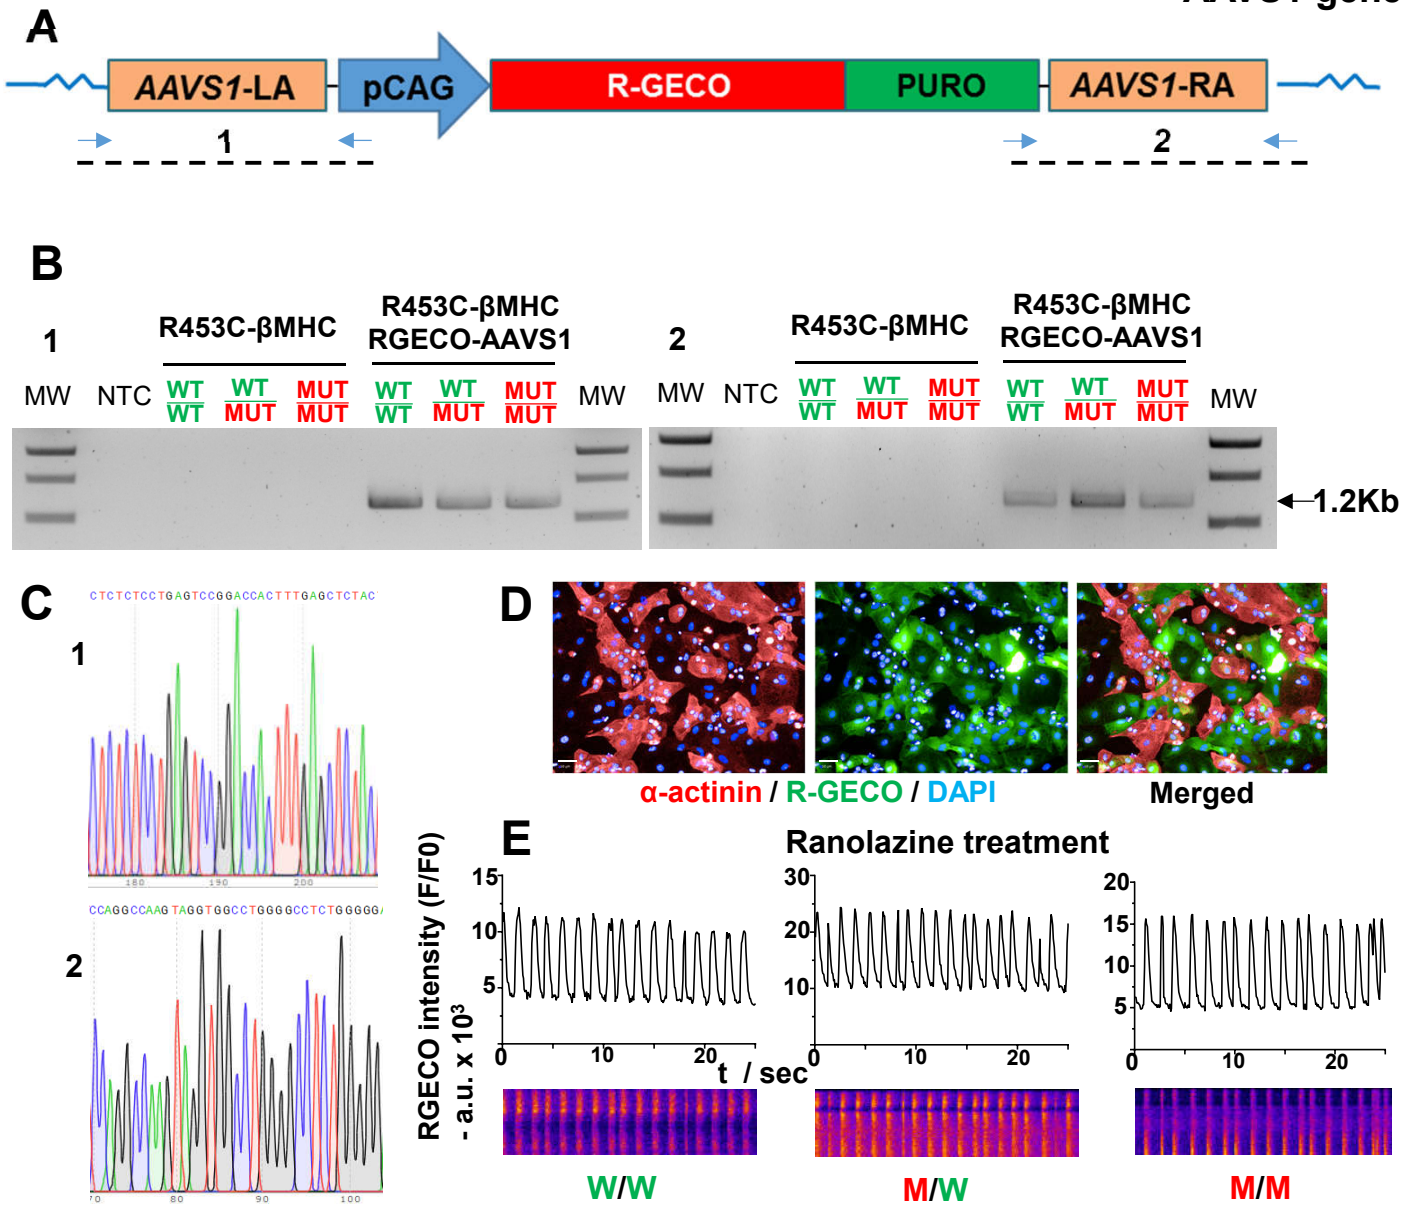 AAVS1 gene
A
AAVS1-LA pCAG R-GECO PURO AAVS1-RA
1 2
B
1 R453C-βMHC R453C-βMHC RGECO-AAVS1
MW NTC WT/WT WT/MUT MUT/MUT WT/WT WT/MUT MUT/MUT MW
2 R453C-βMHC R453C-βMHC RGECO-AAVS1
MW NTC WT/WT WT/MUT MUT/MUT WT/WT WT/MUT MUT/MUT MW
1.2Kb
C
CTCTCTCCTGAGTCCGGACCACTTTGAGCTCTAC
1
180 190 200
CCAGGCCAAGTAGGTGGCCTGGGGCCTCTGGGGG
2
70 80 90 100
D
α-actinin / R-GECO / DAPI
Merged
E
Ranolazine treatment
RGECO intensity (F/F0)
- a.u. x 10³
15 10 5 0 10 20
30 20 10 0 10 20
20 15 10 5 0 10 20
t / sec
W/W M/W M/M